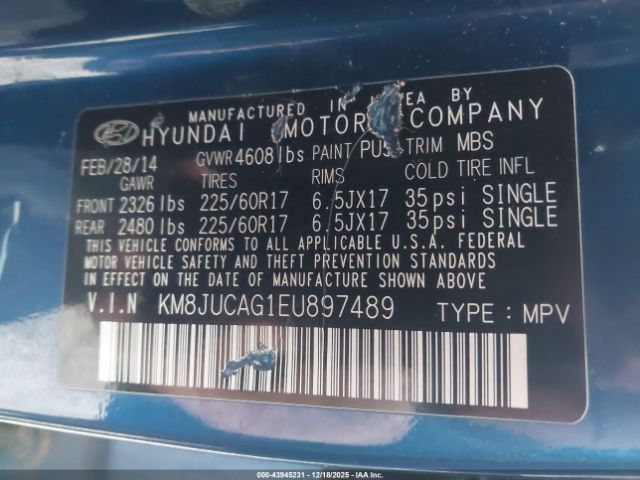 MANUFACTURED IN EA BY
HYUNDAI MOTOR COMPANY
FEB/28/14 GVWR 4608 lbs PAINT PUS TRIM MBS
GAWR TIRES RIMS COLD TIRE INFL
FRONT 2326 lbs 225/60R17 6.5JX17 35psi SINGLE
REAR 2480 lbs 225/60R17 6.5JX17 35psi SINGLE
THIS VEHICLE CONFORMS TO ALL APPLICABLE U.S.A. FEDERAL
MOTOR VEHICLE SAFETY AND THEFT PREVENTION STANDARDS
IN EFFECT ON THE DATE OF MANUFACTURE SHOWN ABOVE.
V.I.N KM8JUCAG1EU897489 TYPE : MPV
000-43945231 - 12/18/2025 - IAAI.com